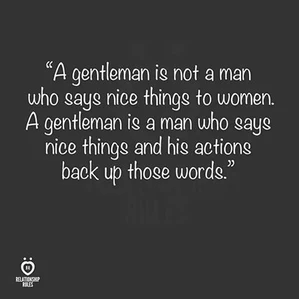 “A gentleman is not a man
who says nice things to women.
A gentleman is a man who says
nice things and his actions
back up those words.”
RELATIONSHIP
RULES